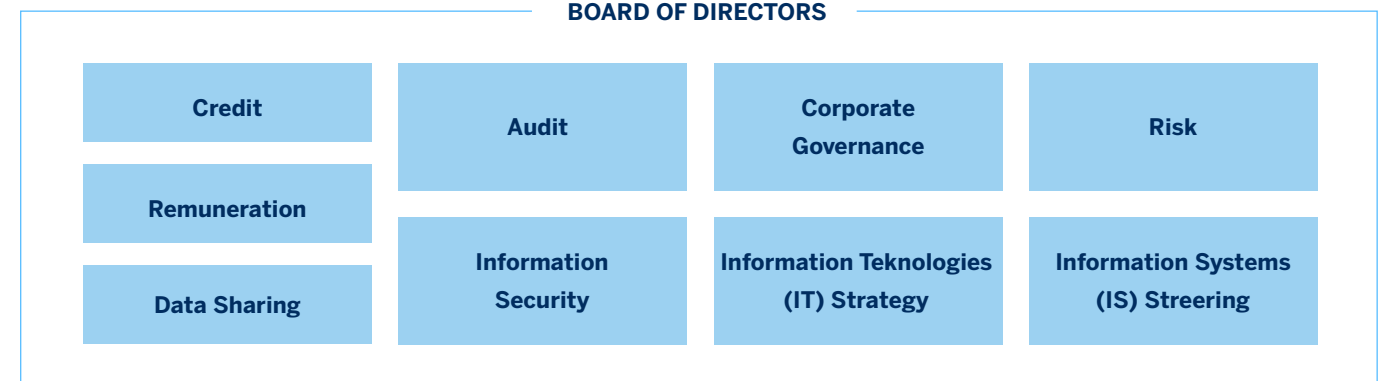 BOARD OF DIRECTORS
Credit
Remuneration
Data Sharing
Audit
Information
Security
Corporate
Governance
Information Teknologies
(IT) Strategy
Risk
Information Systems
(IS) Streering